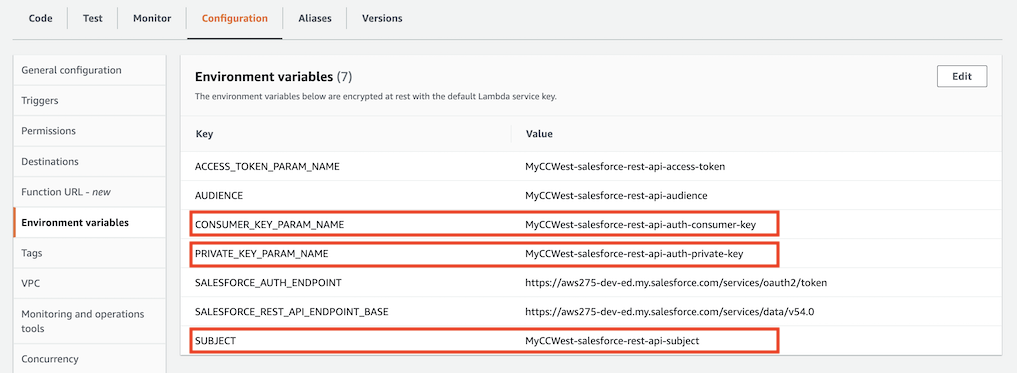 Code Test Monitor Configuration Aliases Versions
General configuration
Triggers
Permissions
Destinations
Function URL - new
Environment variables
Tags
VPC
Monitoring and operations
tools
Concurrency
Environment variables (7)
Edit
The environment variables below are encrypted at rest with the default Lambda service key.
Key Value
ACCESS_TOKEN_PARAM_NAME MyCCWest-salesforce-rest-api-access-token
AUDIENCE MyCCWest-salesforce-rest-api-audience
CONSUMER_KEY_PARAM_NAME MyCCWest-salesforce-rest-api-auth-consumer-key
PRIVATE_KEY_PARAM_NAME MyCCWest-salesforce-rest-api-auth-private-key
SALESFORCE_AUTH_ENDPOINT https://aws275-dev-ed.my.salesforce.com/services/oauth2/token
SALESFORCE_REST_API_ENDPOINT_BASE https://aws275-dev-ed.my.salesforce.com/services/data/v54.0
SUBJECT MyCCWest-salesforce-rest-api-subject